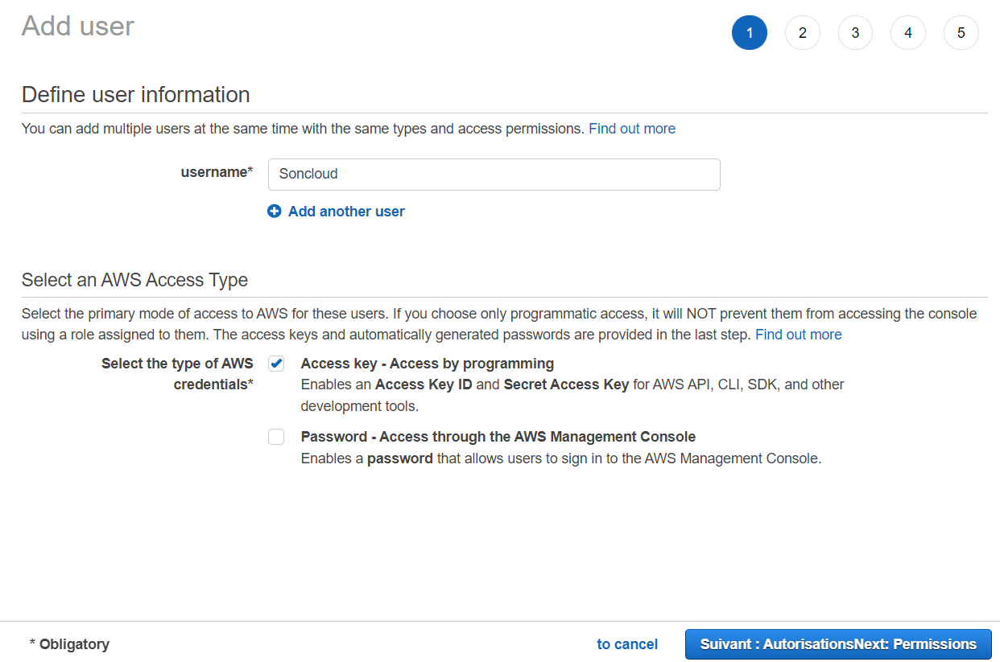 Add user
1 2 3 4 5
Define user information
You can add multiple users at the same time with the same types and access permissions. Find out more
username* Soncloud
Add another user
Select an AWS Access Type
Select the primary mode of access to AWS for these users. If you choose only programmatic access, it will NOT prevent them from accessing the console
using a role assigned to them. The access keys and automatically generated passwords are provided in the last step. Find out more
Select the type of AWS
credentials*
Access key - Access by programming
Enables an Access Key ID and Secret Access Key for AWS API, CLI, SDK, and other
development tools.
Password - Access through the AWS Management Console
Enables a password that allows users to sign in to the AWS Management Console.
* Obligatory
to cancel
Suivant : AutorisationsNext: Permissions